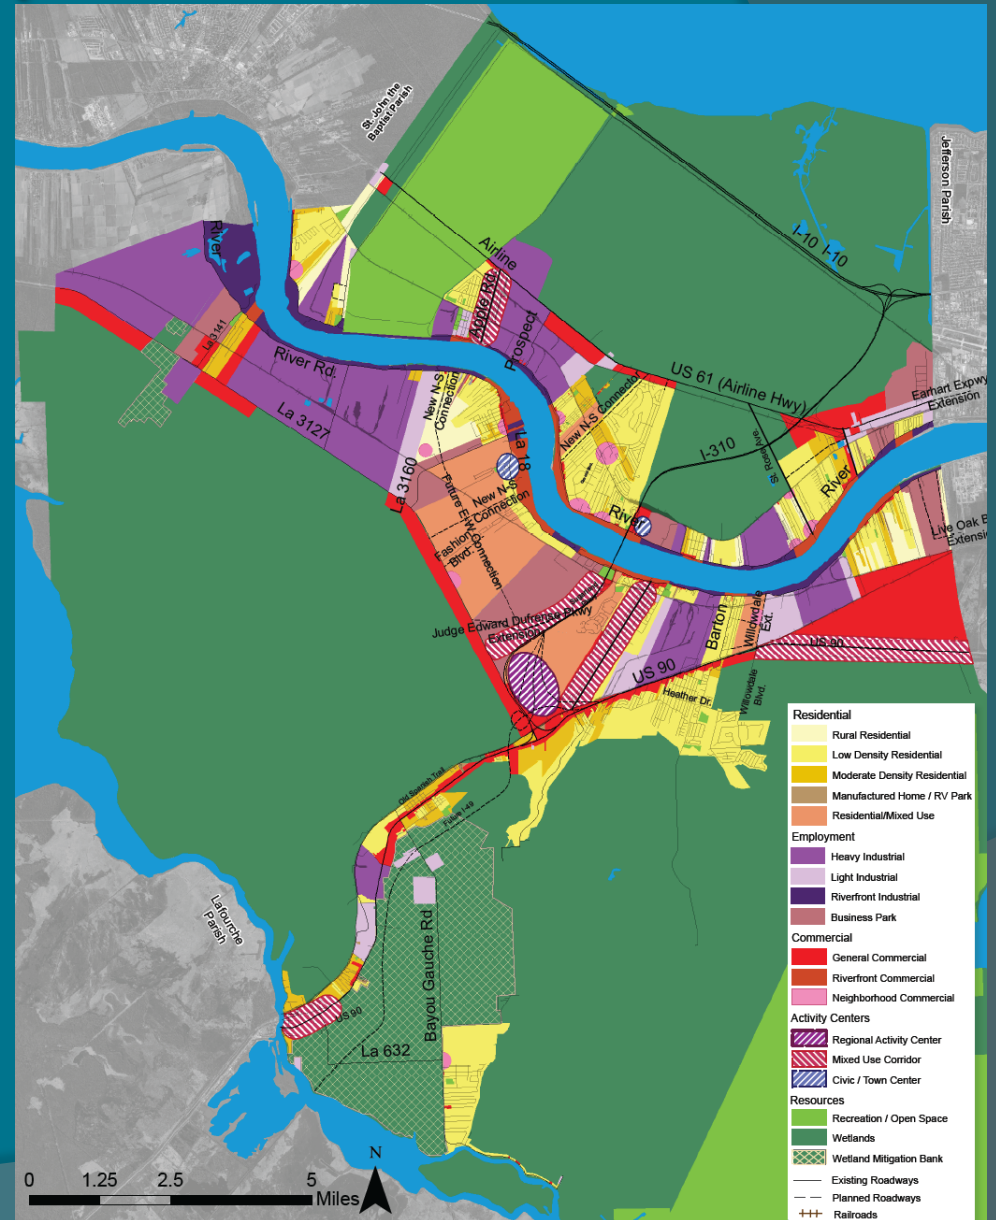 St. John the
Baptist Parish
Jefferson Parish
River
I-10 I-10
Airline
Apple Rd.
Prospect
La 3141
River Rd.
New N-S
Connection
US 61 (Airline Hwy)
Earhart Expwy
Extension
La 3127
New N-S Connector
La 18
I-310
St. Rose Ave.
River
La 3160
New N-S
Connection
Future E-W Connection
Fashion
Blvd.
River
Live Oak B
Extensi
Judge Edward Dufrense Pkwy
Extension
Barton
Willowdale
Ext.
US 90
US 90
Heather Dr.
Willowdale
Blvd.
Old Spanish Trail
Future I-49
Lafourche
Parish
Bayou Gauche Rd
US 90
La 632
Residential
Rural Residential
Low Density Residential
Moderate Density Residential
Manufactured Home / RV Park
Residential/Mixed Use
Employment
Heavy Industrial
Light Industrial
Riverfront Industrial
Business Park
Commercial
General Commercial
Riverfront Commercial
Neighborhood Commercial
Activity Centers
Regional Activity Center
Mixed Use Corridor
Civic / Town Center
Resources
Recreation / Open Space
Wetlands
Wetland Mitigation Bank
Existing Roadways
Planned Roadways
Railroads
0 1.25 2.5 5
Miles
N